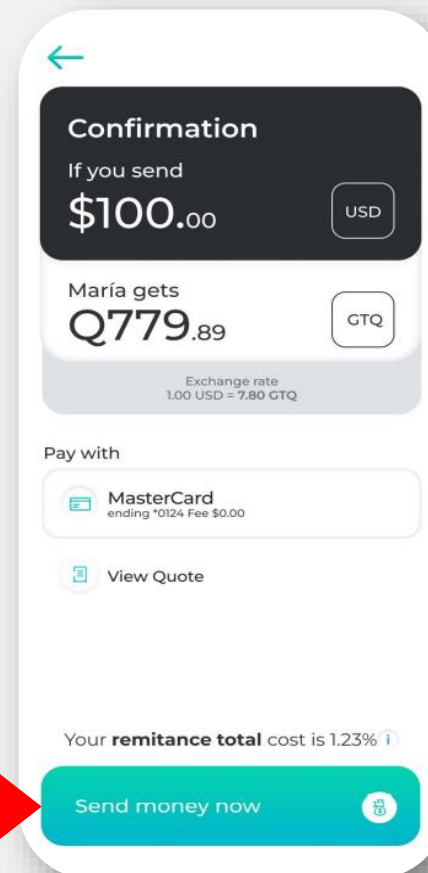 Confirmation
If you send
$100.00
USD
María gets
Q779.89
GTQ
Exchange rate
1.00 USD = 7.80 GTQ
Pay with
MasterCard
ending *0124 Fee $0.00
View Quote
Your remitance total cost is 1.23% i
Send money now